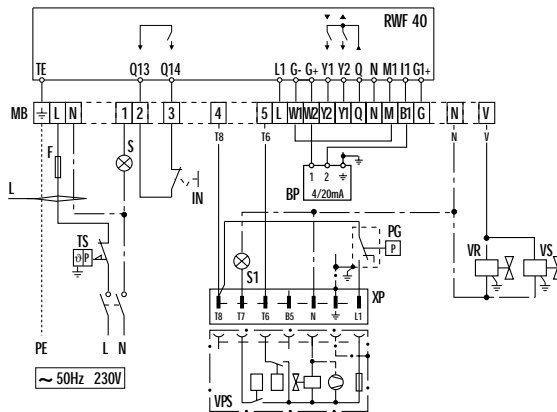 RWF 40
TE Q13 Q14 L1 G- G+ Y1 Y2 Q N M1 I1 G1+
MB L N 1 2 3 4 5 L W1 W2 Y2 Y1 Q N M B1 G N V
T8 T6 N V
F S
L
IN
1 2
BP 4/20mA
TS
ϑ P
PG
P
S1
VR VS
XP
T8 T7 T6 B5 N L1
PE L N
~ 50Hz 230V
VPS